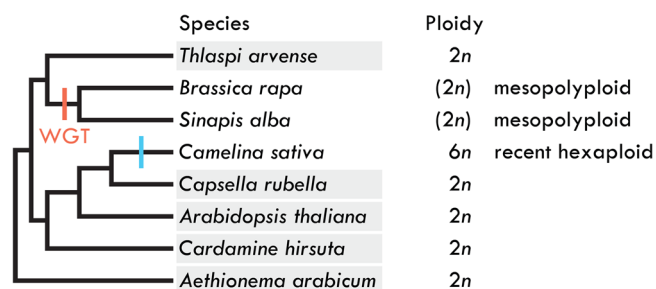 Species Ploidy
Thlaspi arvense 2n
Brassica rapa (2n) mesopolyploid
Sinapis alba (2n) mesopolyploid
WGT
Camelina sativa 6n recent hexaploid
Capsella rubella 2n
Arabidopsis thaliana 2n
Cardamine hirsuta 2n
Aethionema arabicum 2n